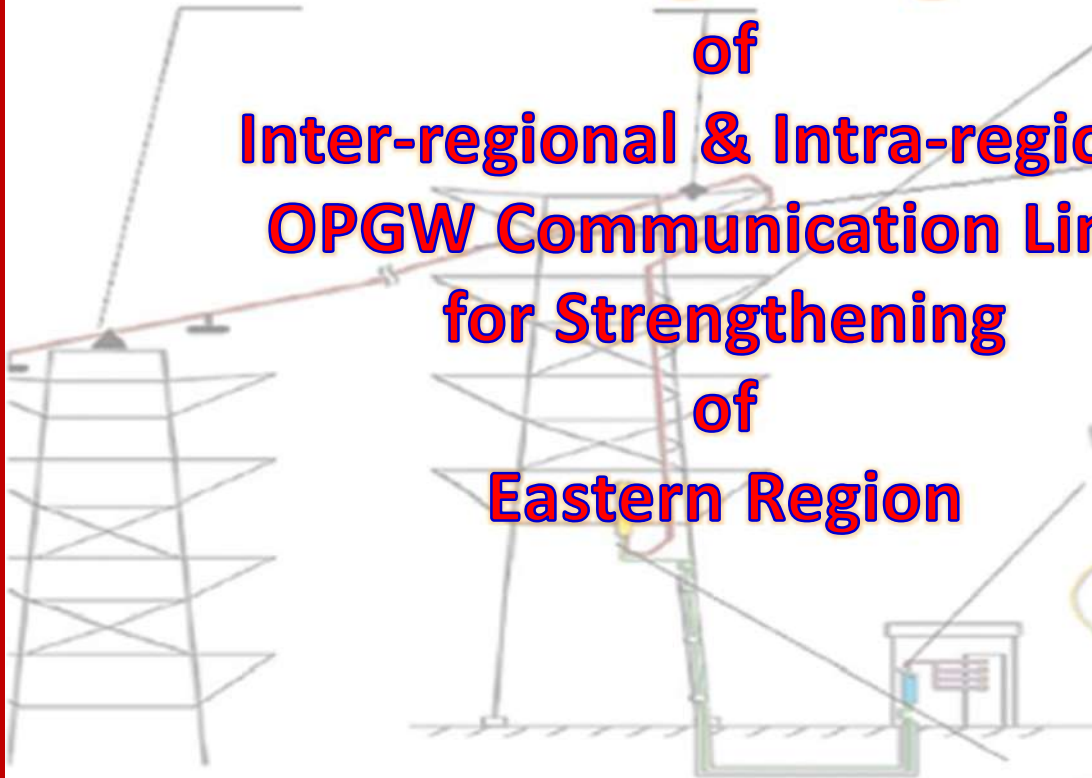 of
Inter-regional & Intra-regio
OPGW Communication Lin
for Strengthening
of
Eastern Region